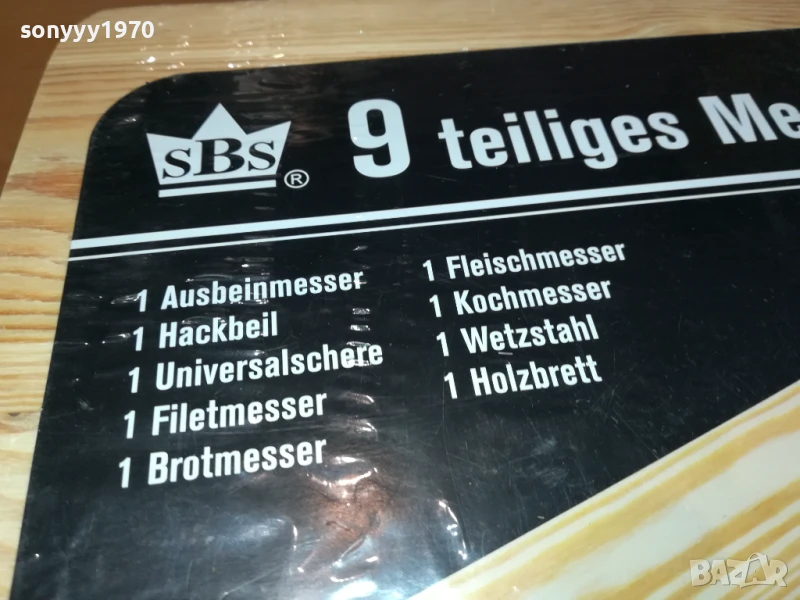 sonyyy1970
SBS ®
9 teiliges Me
1 Ausbeinmesser
1 Hackbeil
1 Universalschere
1 Filetmesser
1 Brotmesser
1 Fleischmesser
1 Kochmesser
1 Wetzstahl
1 Holzbrett
BAZAR